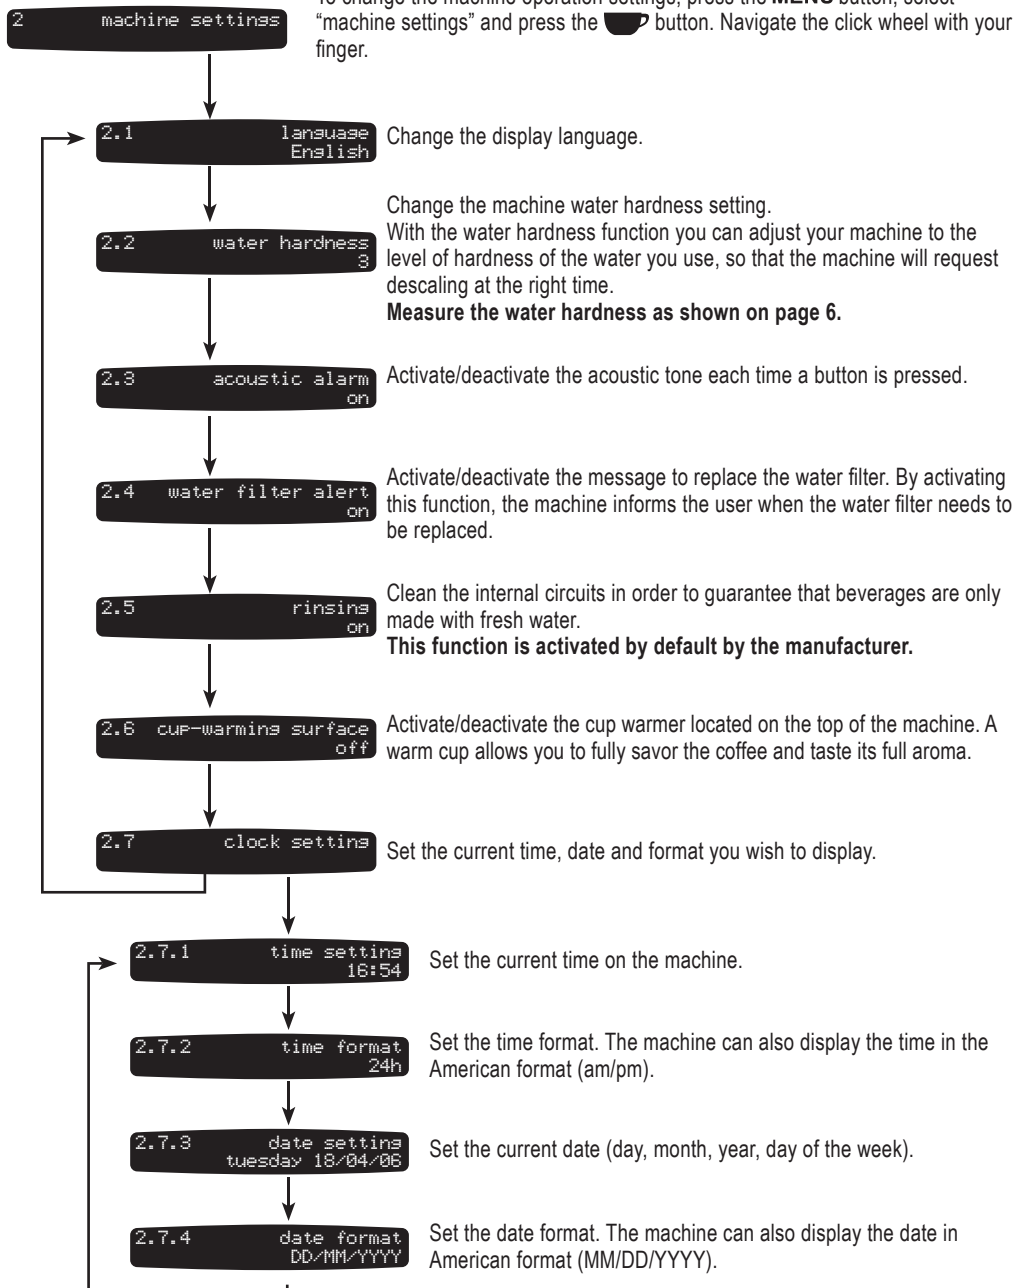 To change the machine operation settings, press the MENU button, select
2 machine settings
"machine settings" and press the button. Navigate the click wheel with your
finger.
2.1 language
English
Change the display language.
Change the machine water hardness setting.
2.2 water hardness
3
With the water hardness function you can adjust your machine to the
level of hardness of the water you use, so that the machine will request
descaling at the right time.
Measure the water hardness as shown on page 6.
2.3 acoustic alarm
on
Activate/deactivate the acoustic tone each time a button is pressed.
2.4 water filter alert
on
Activate/deactivate the message to replace the water filter. By activating
this function, the machine informs the user when the water filter needs to
be replaced.
2.5 rinsing
on
Clean the internal circuits in order to guarantee that beverages are only
made with fresh water.
This function is activated by default by the manufacturer.
2.6 cup-warming surface
off
Activate/deactivate the cup warmer located on the top of the machine. A
warm cup allows you to fully savor the coffee and taste its full aroma.
2.7 clock setting
Set the current time, date and format you wish to display.
2.7.1 time setting
16:54
Set the current time on the machine.
2.7.2 time format
24h
Set the time format. The machine can also display the time in the
American format (am/pm).
2.7.3 date setting
tuesday 18/04/06
Set the current date (day, month, year, day of the week).
2.7.4 date format
DD/MM/YYYY
Set the date format. The machine can also display the date in
American format (MM/DD/YYYY).